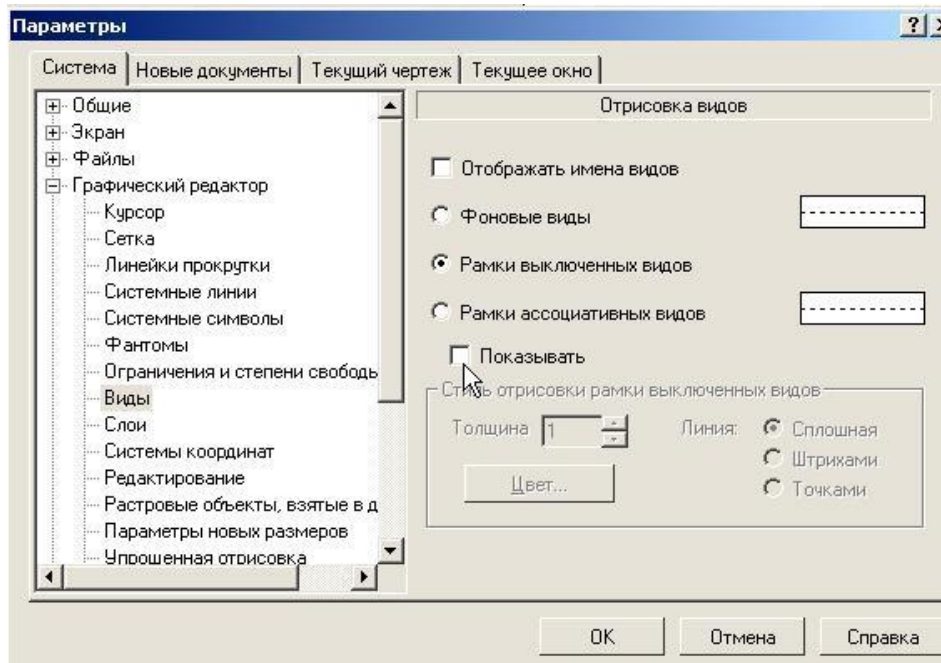 Параметры
Система
Новые документы
Текущий чертеж
Текущее окно
Общие
Экран
Файлы
Графический редактор
Курсор
Сетка
Линейки прокрутки
Системные линии
Системные символы
Фантомы
Ограничения и степени свободы
Виды
Слои
Системы координат
Редактирование
Растровые объекты, взятые в д
Параметры новых размеров
Упрощенная отрисовка
Отрисовка видов
Отображать имена видов
Фоновые виды
Рамки выключенных видов
Рамки ассоциативных видов
Показывать
Стиль отрисовки рамки выключенных видов
Толщина 1
Линия: Сплошная
Штрихами
Точками
Цвет...
OK
Отмена
Справка